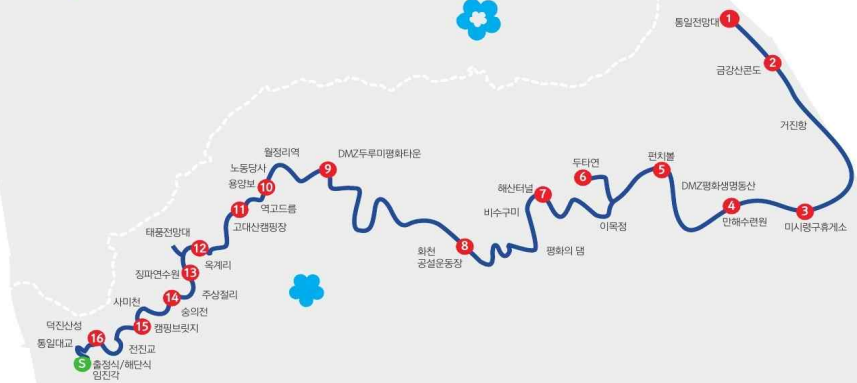 1
통일전망대
2
금강산콘도
거진항
월정리역
노동당사
용양보
9
DMZ두루미평화타운
10
역고드름
11
고대산캠핑장
두타연
6
펀치볼
5
해산터널
7
비수구미
이목정
DMZ평화생명동산
4
만해수련원
3
미시령구휴게소
태풍전망대
12
옥계리
화천
공설운동장
8
평화의 댐
징파연수원
13
주상절리
14
숭의전
사미천
15
캠핑브릿지
덕진산성
16
통일대교
전진교
S
출정식/해단식
임진각